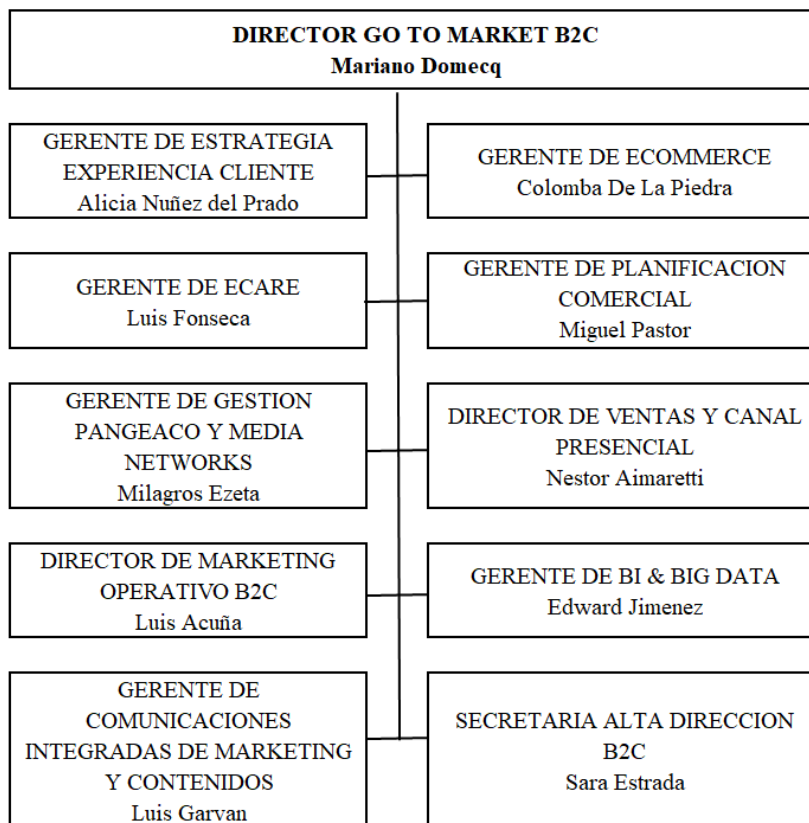 DIRECTOR GO TO MARKET B2C
Mariano Domecq
GERENTE DE ESTRATEGIA
EXPERIENCIA CLIENTE
Alicia Nuñez del Prado
GERENTE DE ECOMMERCE
Colomba De La Piedra
GERENTE DE ECARE
Luis Fonseca
GERENTE DE PLANIFICACION
COMERCIAL
Miguel Pastor
GERENTE DE GESTION
PANGEACO Y MEDIA
NETWORKS
Milagros Ezeta
DIRECTOR DE VENTAS Y CANAL
PRESENCIAL
Nestor Aimaretti
DIRECTOR DE MARKETING
OPERATIVO B2C
Luis Acuña
GERENTE DE BI & BIG DATA
Edward Jimenez
GERENTE DE
COMUNICACIONES
INTEGRADAS DE MARKETING
Y CONTENIDOS
Luis Garvan
SECRETARIA ALTA DIRECCION
B2C
Sara Estrada